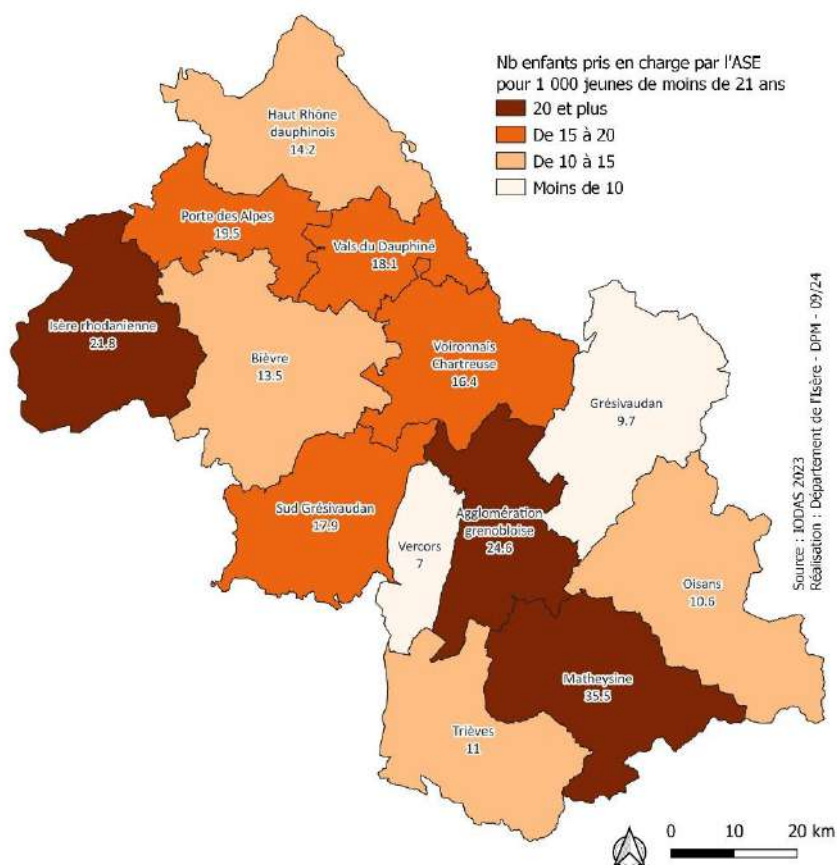 Nb enfants pris en charge par l'ASE
pour 1 000 jeunes de moins de 21 ans
20 et plus
De 15 à 20
De 10 à 15
Moins de 10
Haut Rhône
dauphinois
14.2
Porte des Alpes
19.5
Vals du Dauphiné
18.1
Isère rhodanienne
21.8
Bièvre
13.5
Voironnais
Chartreuse
16.4
Grésivaudan
9.7
Sud Grésivaudan
17.9
Vercors
7
Agglomération
grenobloise
24.6
Oisans
10.6
Matheysine
35.5
Trièves
11
Source : IODAS 2023
Réalisation : Département de l'Isère - DPM - 09/24
0 10 20 km